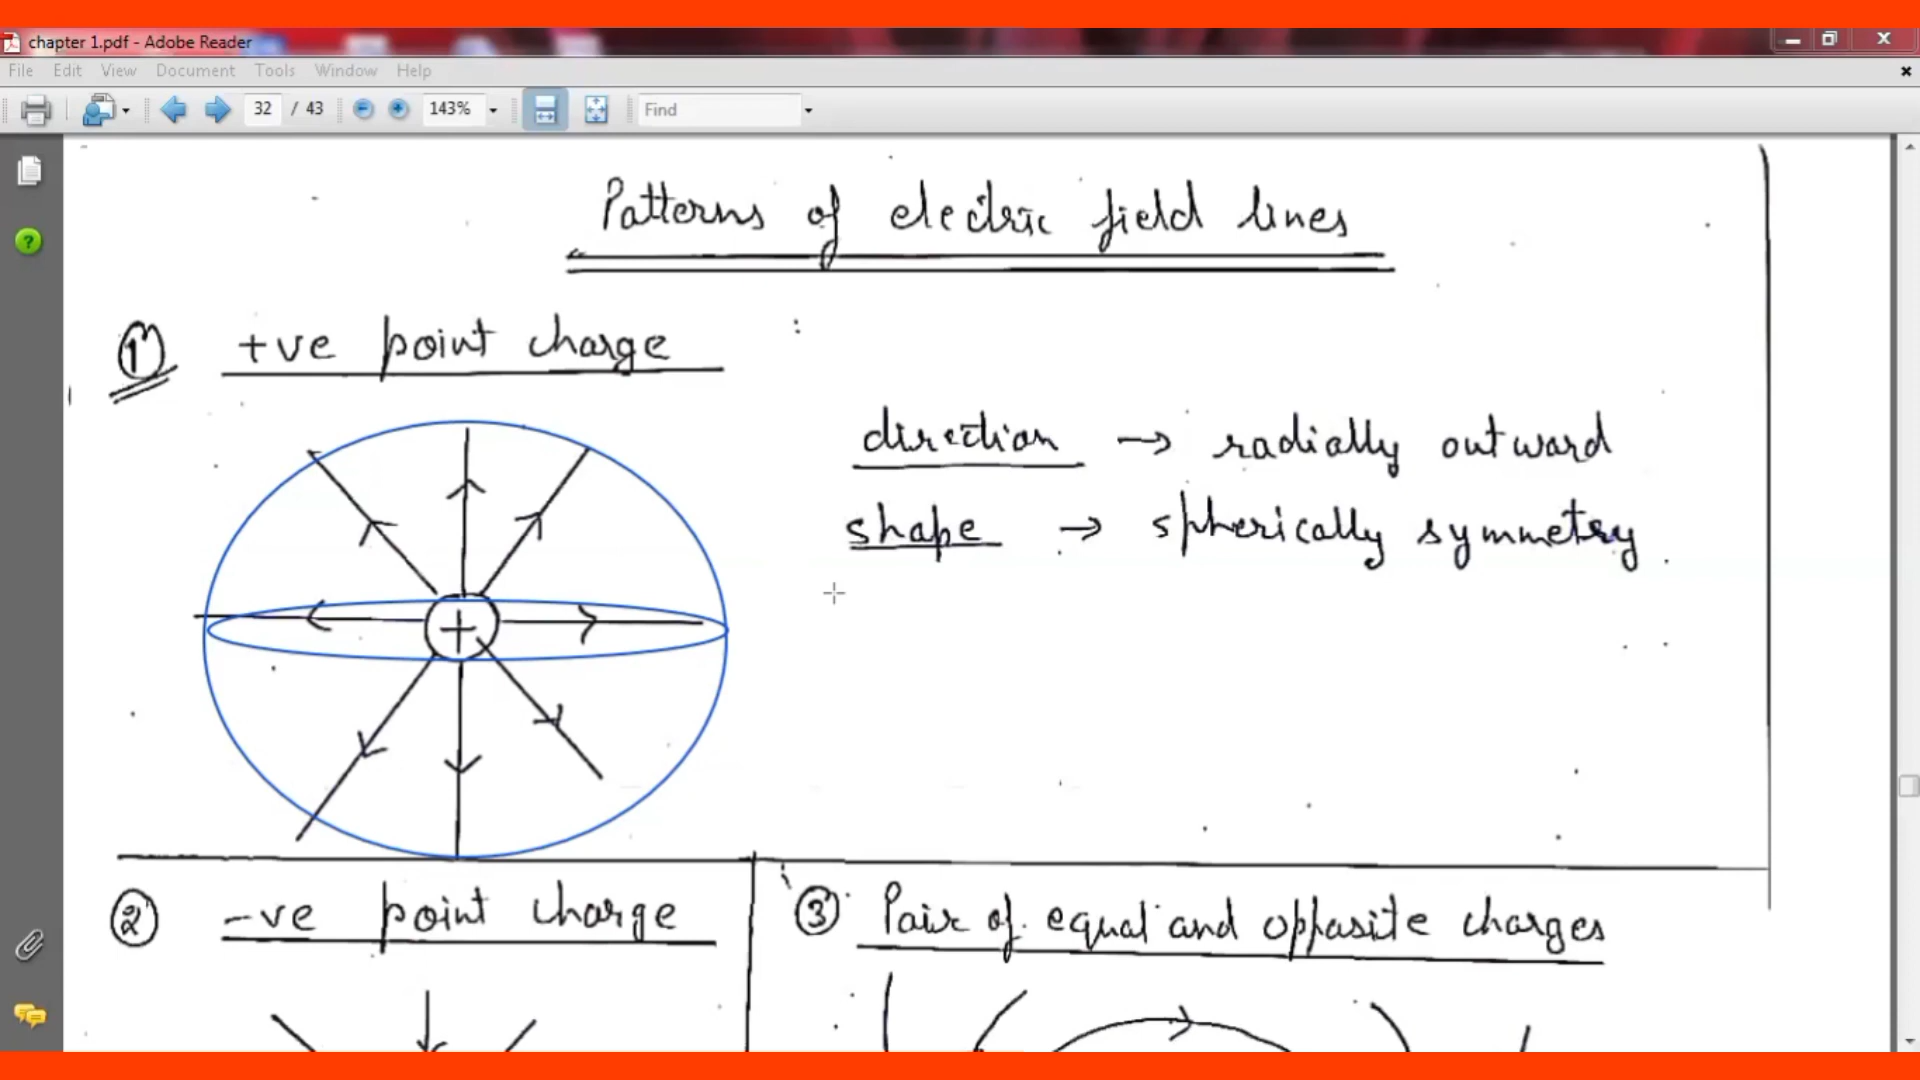 chapter 1.pdf - Adobe Reader
File Edit View Document Tools Window Help
32 / 43 143% Find
Patterns of electric field lines
1 +ve point charge :
direction → radially outward
shape → spherically symmetry.
+
2 -ve point charge
3 Pair of equal and opposite charges